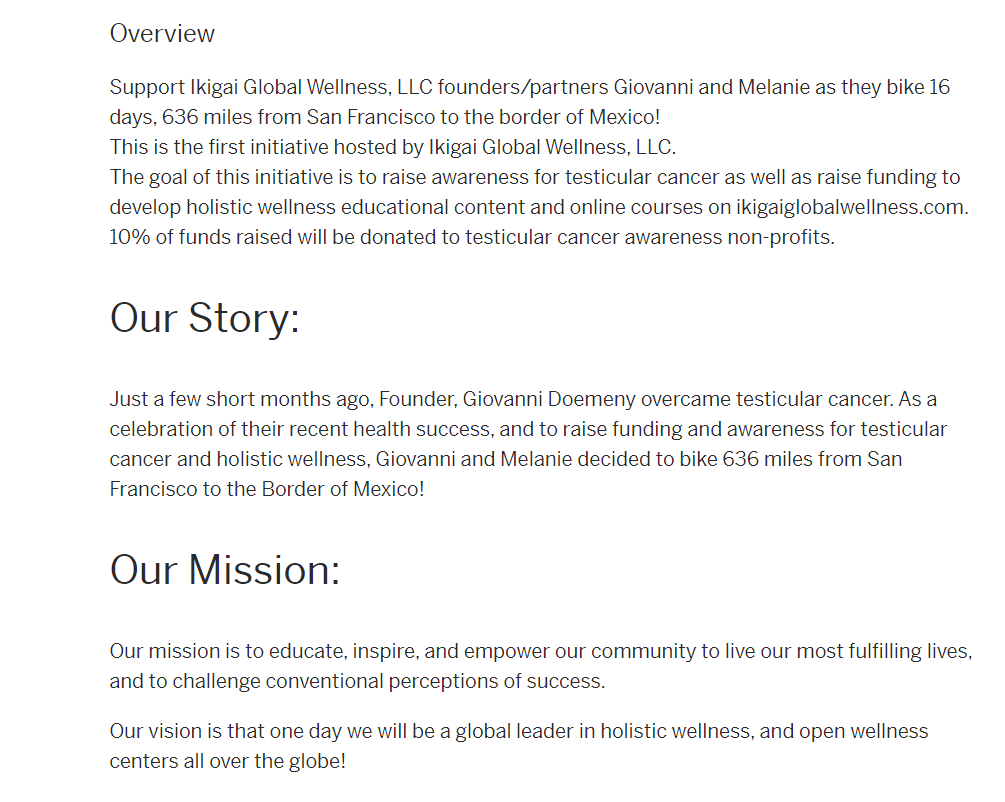 Overview
Support Ikigai Global Wellness, LLC founders/partners Giovanni and Melanie as they bike 16
days, 636 miles from San Francisco to the border of Mexico!
This is the first initiative hosted by Ikigai Global Wellness, LLC.
The goal of this initiative is to raise awareness for testicular cancer as well as raise funding to
develop holistic wellness educational content and online courses on ikigaiglobalwellness.com.
10% of funds raised will be donated to testicular cancer awareness non-profits.
Our Story:
Just a few short months ago, Founder, Giovanni Doemeny overcame testicular cancer. As a
celebration of their recent health success, and to raise funding and awareness for testicular
cancer and holistic wellness, Giovanni and Melanie decided to bike 636 miles from San
Francisco to the Border of Mexico!
Our Mission:
Our mission is to educate, inspire, and empower our community to live our most fulfilling lives,
and to challenge conventional perceptions of success.
Our vision is that one day we will be a global leader in holistic wellness, and open wellness
centers all over the globe!